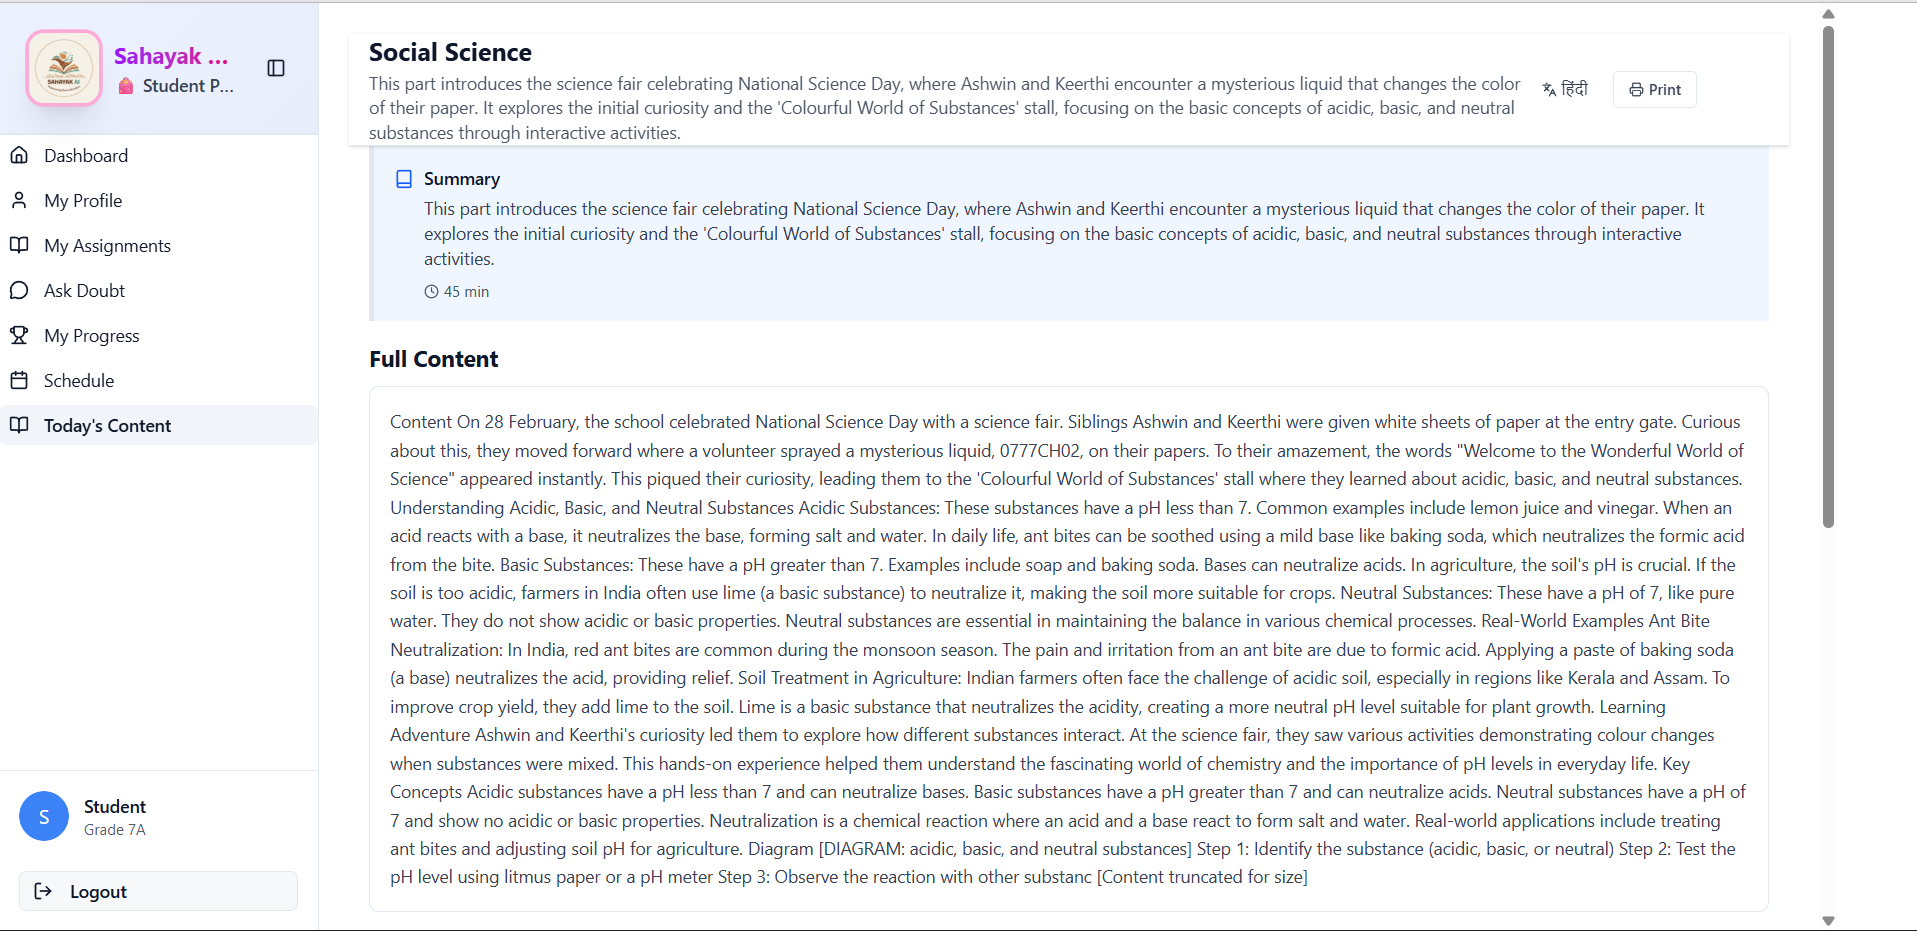 Sahayak ...
Student P...
Dashboard
My Profile
My Assignments
Ask Doubt
My Progress
Schedule
Today's Content
S
Student
Grade 7A
Logout
Social Science
This part introduces the science fair celebrating National Science Day, where Ashwin and Keerthi encounter a mysterious liquid that changes the color
of their paper. It explores the initial curiosity and the 'Colourful World of Substances' stall, focusing on the basic concepts of acidic, basic, and neutral
substances through interactive activities.
हिंदी
Print
Summary
This part introduces the science fair celebrating National Science Day, where Ashwin and Keerthi encounter a mysterious liquid that changes the color of their paper. It
explores the initial curiosity and the 'Colourful World of Substances' stall, focusing on the basic concepts of acidic, basic, and neutral substances through interactive
activities.
45 min
Full Content
Content On 28 February, the school celebrated National Science Day with a science fair. Siblings Ashwin and Keerthi were given white sheets of paper at the entry gate. Curious
about this, they moved forward where a volunteer sprayed a mysterious liquid, 0777CH02, on their papers. To their amazement, the words "Welcome to the Wonderful World of
Science" appeared instantly. This piqued their curiosity, leading them to the 'Colourful World of Substances' stall where they learned about acidic, basic, and neutral substances.
Understanding Acidic, Basic, and Neutral Substances Acidic Substances: These substances have a pH less than 7. Common examples include lemon juice and vinegar. When an
acid reacts with a base, it neutralizes the base, forming salt and water. In daily life, ant bites can be soothed using a mild base like baking soda, which neutralizes the formic acid
from the bite. Basic Substances: These have a pH greater than 7. Examples include soap and baking soda. Bases can neutralize acids. In agriculture, the soil's pH is crucial. If the
soil is too acidic, farmers in India often use lime (a basic substance) to neutralize it, making the soil more suitable for crops. Neutral Substances: These have a pH of 7, like pure
water. They do not show acidic or basic properties. Neutral substances are essential in maintaining the balance in various chemical processes. Real-World Examples Ant Bite
Neutralization: In India, red ant bites are common during the monsoon season. The pain and irritation from an ant bite are due to formic acid. Applying a paste of baking soda
(a base) neutralizes the acid, providing relief. Soil Treatment in Agriculture: Indian farmers often face the challenge of acidic soil, especially in regions like Kerala and Assam. To
improve crop yield, they add lime to the soil. Lime is a basic substance that neutralizes the acidity, creating a more neutral pH level suitable for plant growth. Learning
Adventure Ashwin and Keerthi's curiosity led them to explore how different substances interact. At the science fair, they saw various activities demonstrating colour changes
when substances were mixed. This hands-on experience helped them understand the fascinating world of chemistry and the importance of pH levels in everyday life. Key
Concepts Acidic substances have a pH less than 7 and can neutralize bases. Basic substances have a pH greater than 7 and can neutralize acids. Neutral substances have a pH of
7 and show no acidic or basic properties. Neutralization is a chemical reaction where an acid and a base react to form salt and water. Real-world applications include treating
ant bites and adjusting soil pH for agriculture. Diagram [DIAGRAM: acidic, basic, and neutral substances] Step 1: Identify the substance (acidic, basic, or neutral) Step 2: Test the
pH level using litmus paper or a pH meter Step 3: Observe the reaction with other substanc [Content truncated for size]